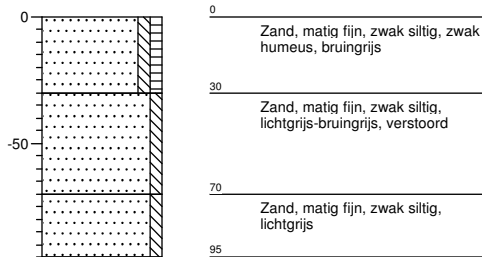 0
0
Zand, matig fijn, zwak siltig, zwak
humeus, bruingrijs
30
Zand, matig fijn, zwak siltig,
lichtgrijs-bruingrijs, verstoord
-50
70
Zand, matig fijn, zwak siltig,
lichtgrijs
95